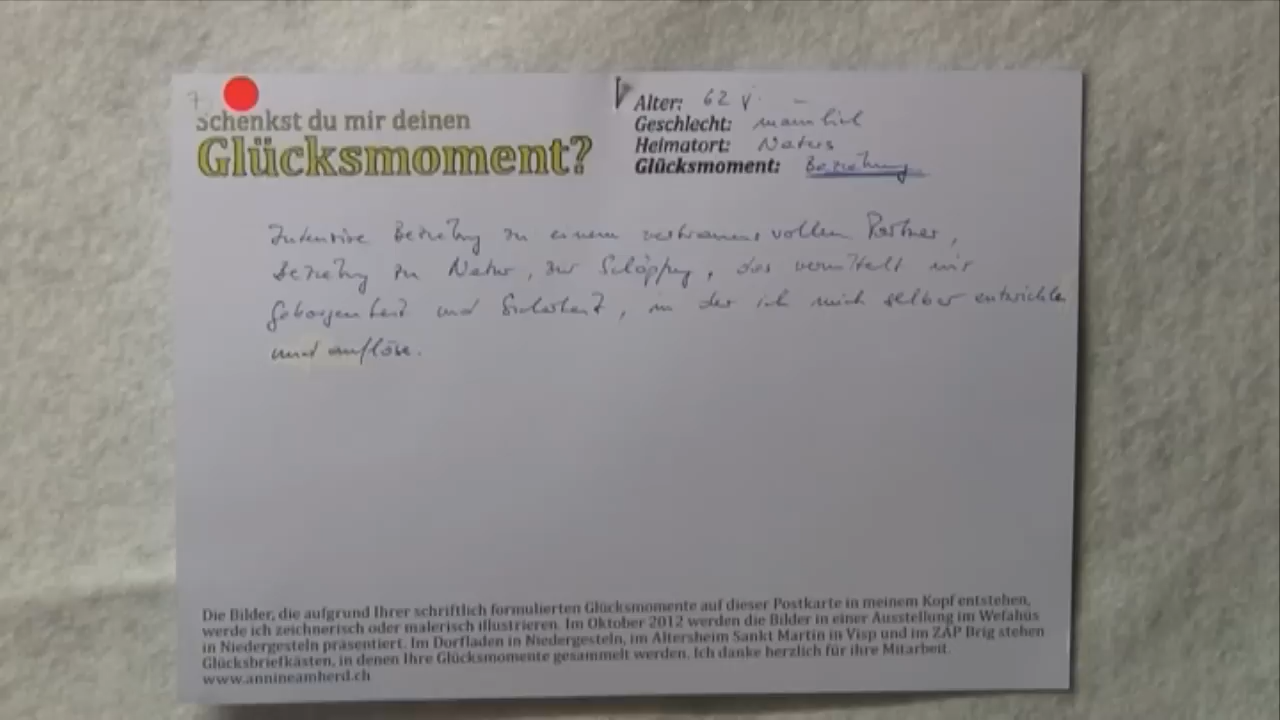 7.
Schenkst du mir deinen
Glücksmoment?
Alter: 62
Geschlecht: männlich
Heimatort: Naters
Glücksmoment: Beziehung
Intensive Beziehung zu einem vertrauensvollen Partner,
Beziehung zu Natur, zur Schöpfung, das vermittelt mir
Geborgenheit und Sicherheit, in der ich mich selber entwickle
und auflöse.
Die Bilder, die aufgrund Ihrer schriftlich formulierten Glücksmomente auf dieser Postkarte in meinem Kopf entstehen,
werde ich zeichnerisch oder malerisch illustrieren. Im Oktober 2012 werden die Bilder in einer Ausstellung im Wefahüs
in Niedergesteln präsentiert. Im Dorfladen in Niedergesteln, im Altersheim Sankt Martin in Visp und im ZAP Brig stehen
Glücksbriefkästen, in denen Ihre Glücksmomente gesammelt werden. Ich danke herzlich für ihre Mitarbeit.
www.annineamherd.ch